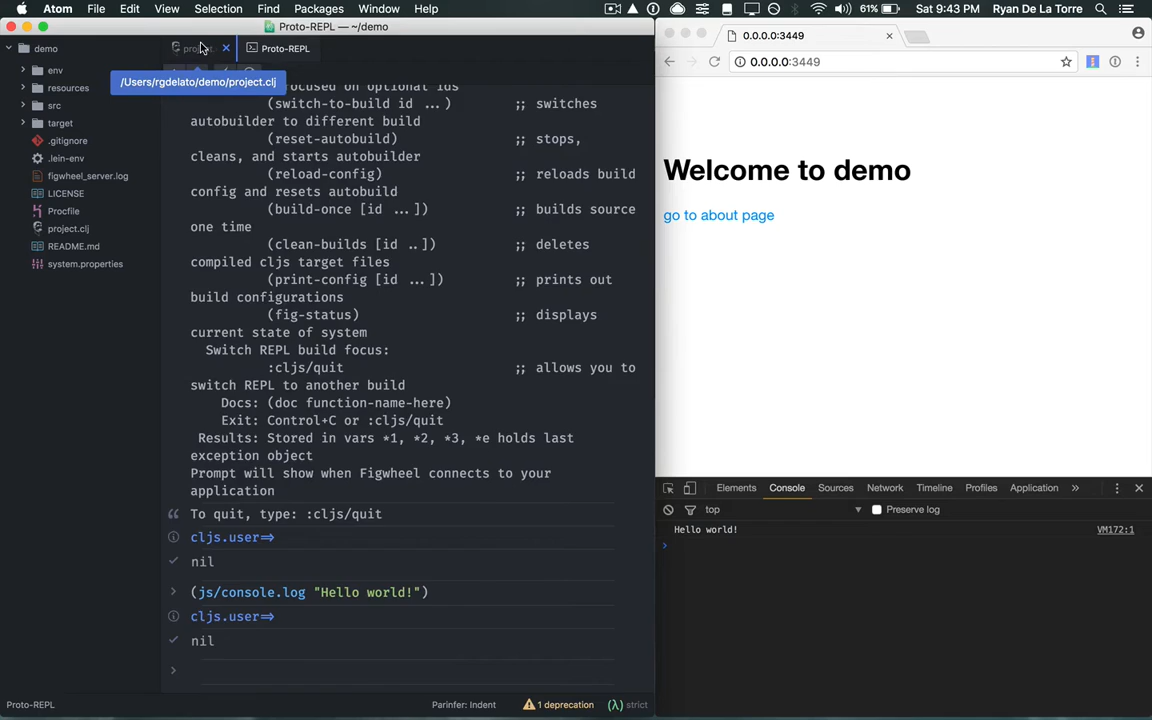 Atom File Edit View Selection Find Packages Window Help 61% Sat 9:43 PM Ryan De La Torre
Proto-REPL — ~/demo
demo
env
resources
src
target
.gitignore
.lein-env
figwheel_server.log
LICENSE
Procfile
project.clj
README.md
system.properties
Proto-REPL
/Users/rgdelato/demo/project.clj
focused on optional ids
(switch-to-build id ...) ;; switches
autobuilder to different build
(reset-autobuild) ;; stops,
cleans, and starts autobuilder
(reload-config) ;; reloads build
config and resets autobuild
(build-once [id ...]) ;; builds source
one time
(clean-builds [id ..]) ;; deletes
compiled cljs target files
(print-config [id ...]) ;; prints out
build configurations
(fig-status) ;; displays
current state of system
Switch REPL build focus:
:cljs/quit ;; allows you to
switch REPL to another build
Docs: (doc function-name-here)
Exit: Control+C or :cljs/quit
Results: Stored in vars *1, *2, *3, *e holds last
exception object
Prompt will show when Figwheel connects to your
application
To quit, type: :cljs/quit
cljs.user=>
nil
(js/console.log "Hello world!")
cljs.user=>
nil
Proto-REPL Parinfer: Indent 1 deprecation (λ) strict
0.0.0.0:3449
0.0.0.0:3449
Welcome to demo
go to about page
Elements Console Sources Network Timeline Profiles Application »
top Preserve log
Hello world! VM172:1